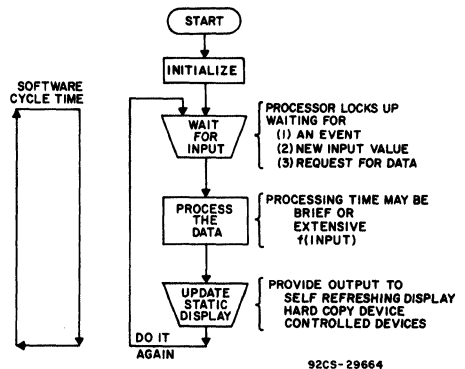 START
INITIALIZE
SOFTWARE
CYCLE TIME
WAIT
FOR
INPUT
PROCESSOR LOCKS UP
WAITING FOR
(1) AN EVENT
(2) NEW INPUT VALUE
(3) REQUEST FOR DATA
PROCESS
THE
DATA
PROCESSING TIME MAY BE
BRIEF OR
EXTENSIVE
f(INPUT)
UPDATE
STATIC
DISPLAY
PROVIDE OUTPUT TO
SELF REFRESHING DISPLAY
HARD COPY DEVICE
CONTROLLED DEVICES
DO IT
AGAIN
92CS-29664